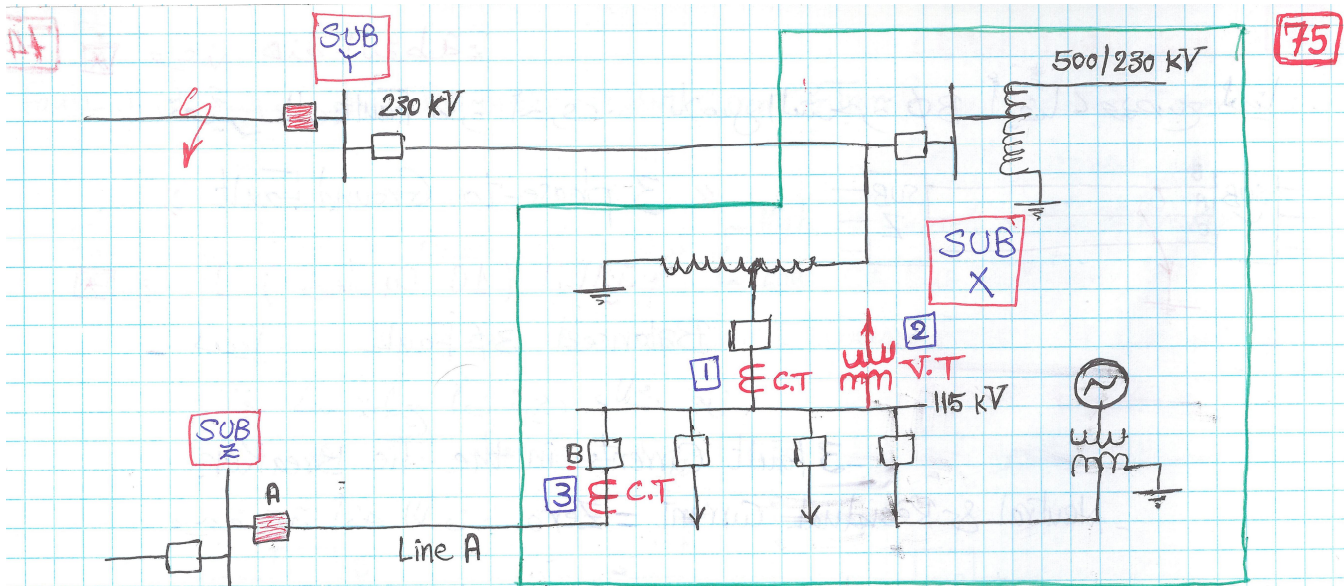 SUB
Y
75
500/230 kV
230 kV
SUB
X
2
1
C.T
V.T
115 kV
SUB
Z
B
3
C.T
A
Line A